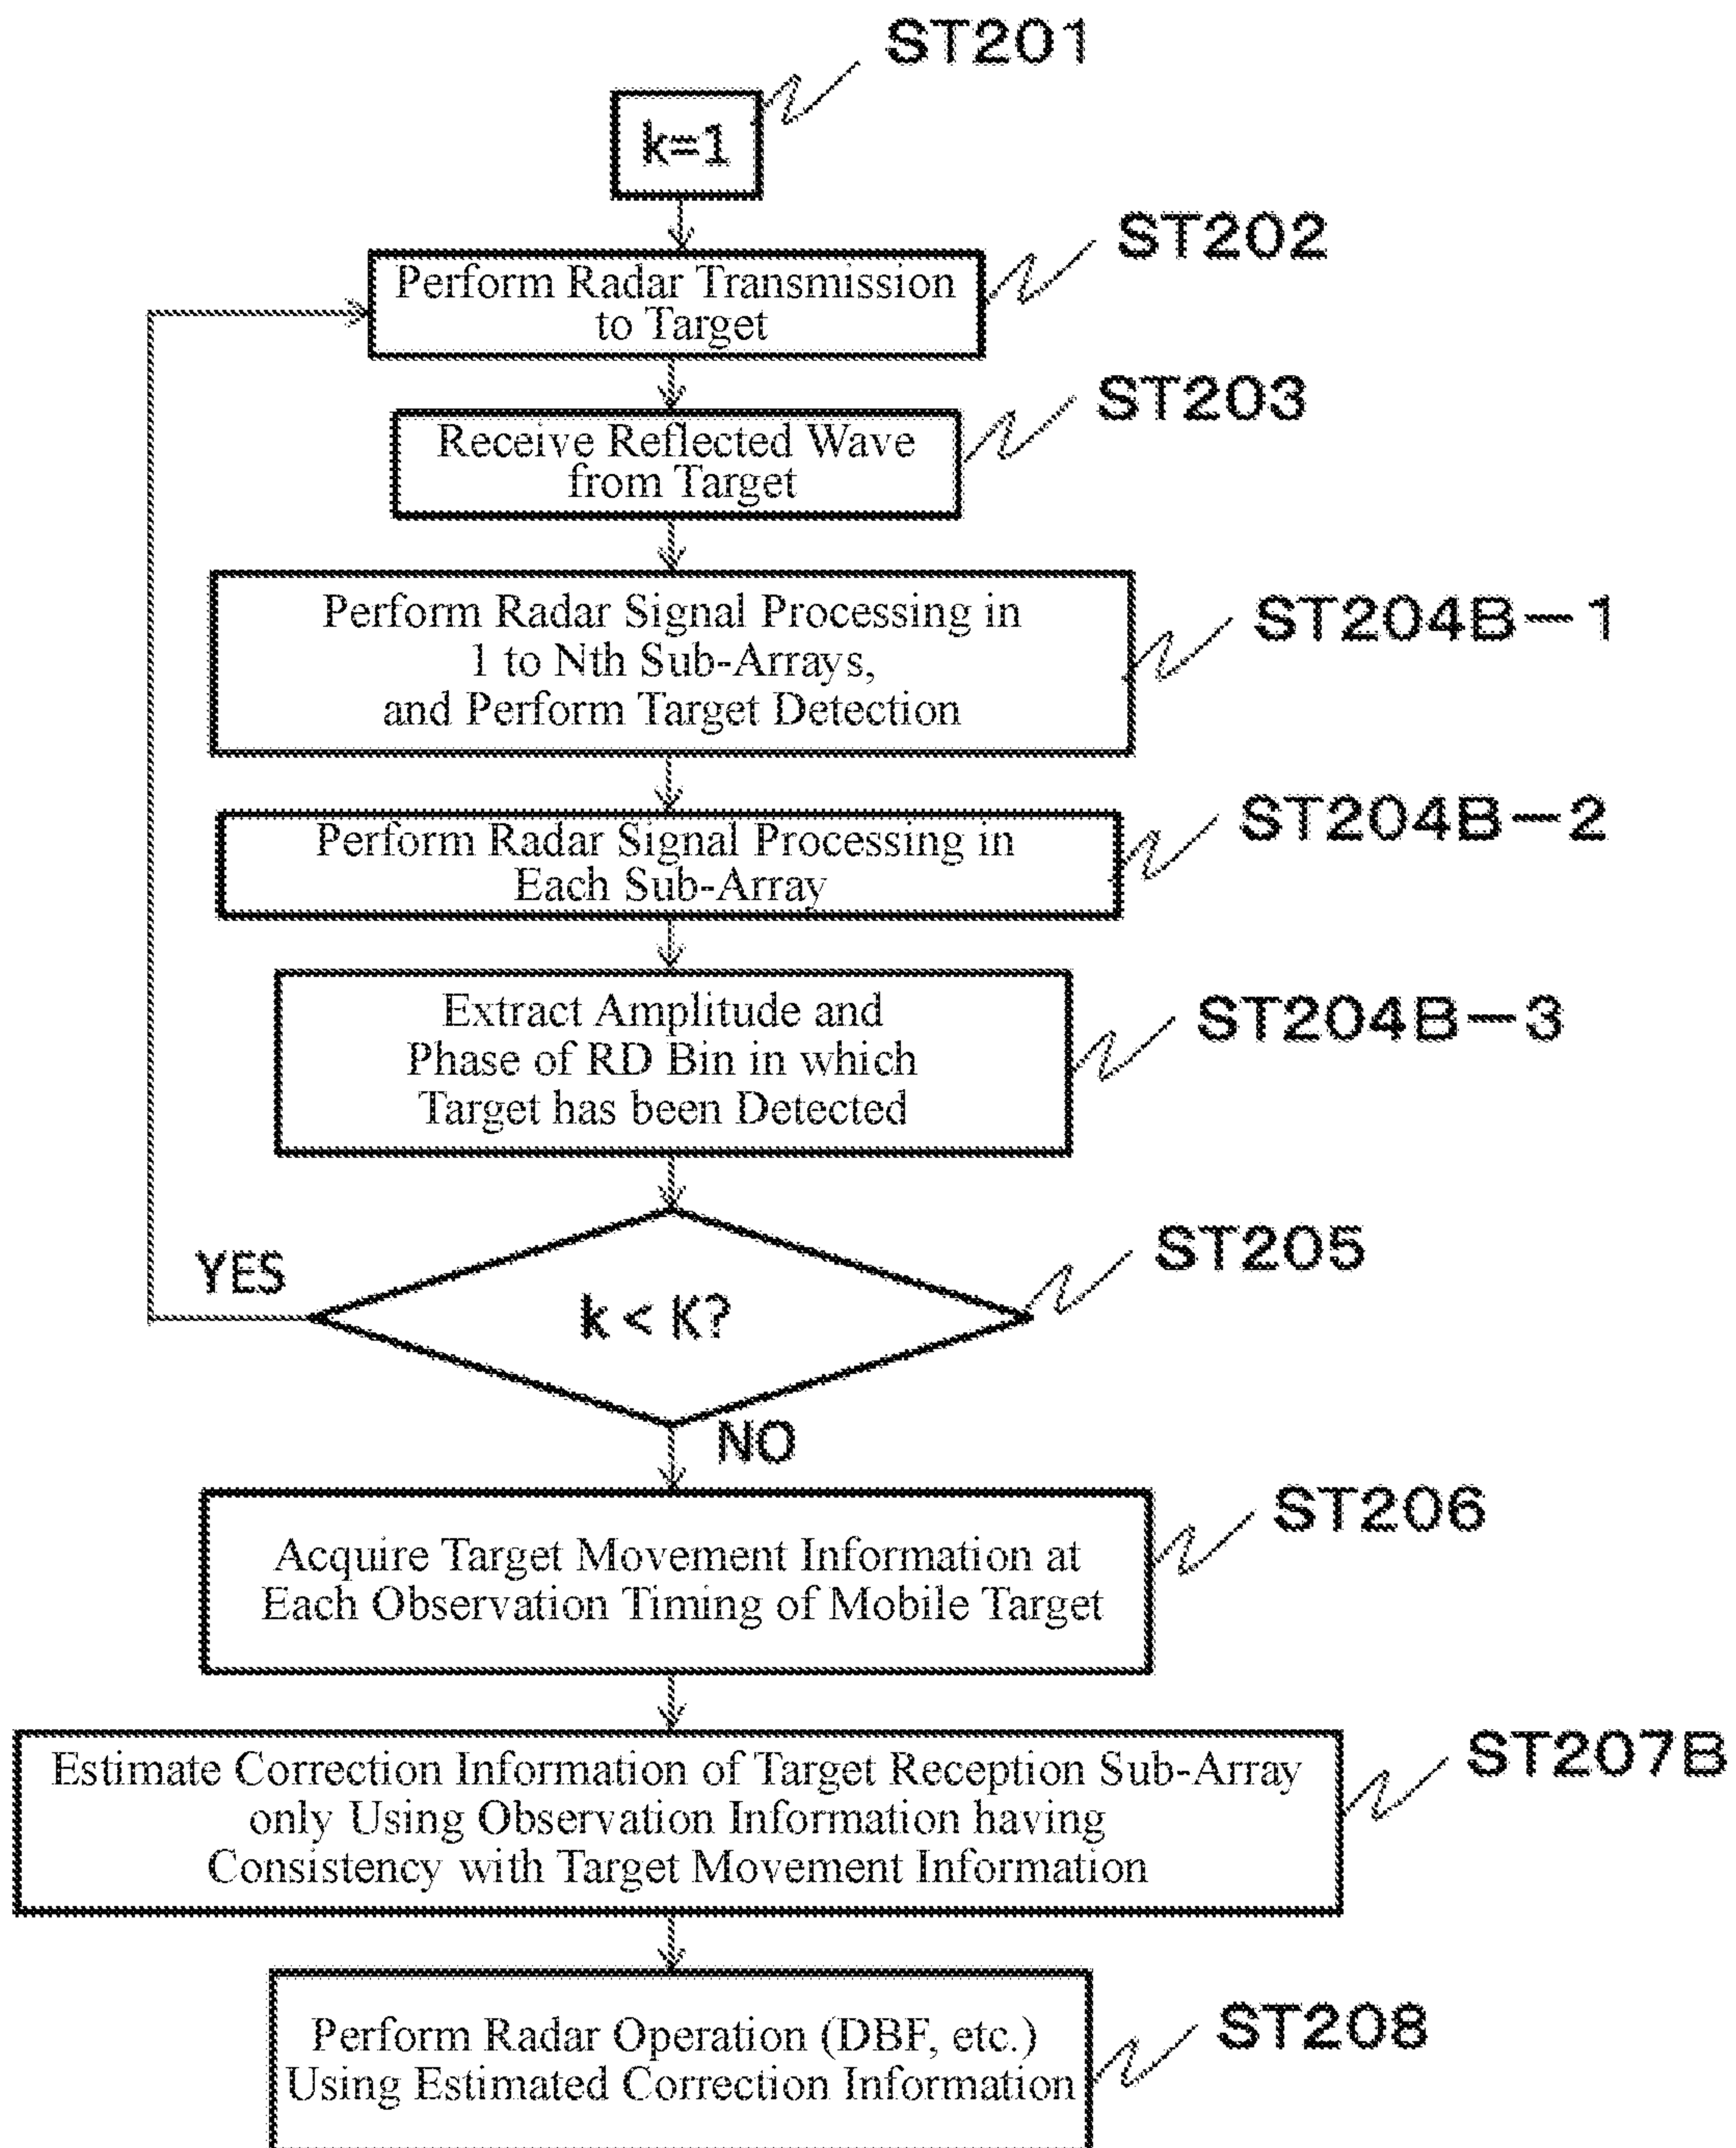 ST201
k=1
ST202
Perform Radar Transmission
to Target
ST203
Receive Reflected Wave
from Target
ST204B-1
Perform Radar Signal Processing in
1 to Nth Sub-Arrays,
and Perform Target Detection
ST204B-2
Perform Radar Signal Processing in
Each Sub-Array
ST204B-3
Extract Amplitude and
Phase of RD Bin in which
Target has been Detected
ST205
YES
k < K?
NO
ST206
Acquire Target Movement Information at
Each Observation Timing of Mobile Target
ST207B
Estimate Correction Information of Target Reception Sub-Array
only Using Observation Information having
Consistency with Target Movement Information
ST208
Perform Radar Operation (DBF, etc.)
Using Estimated Correction Information